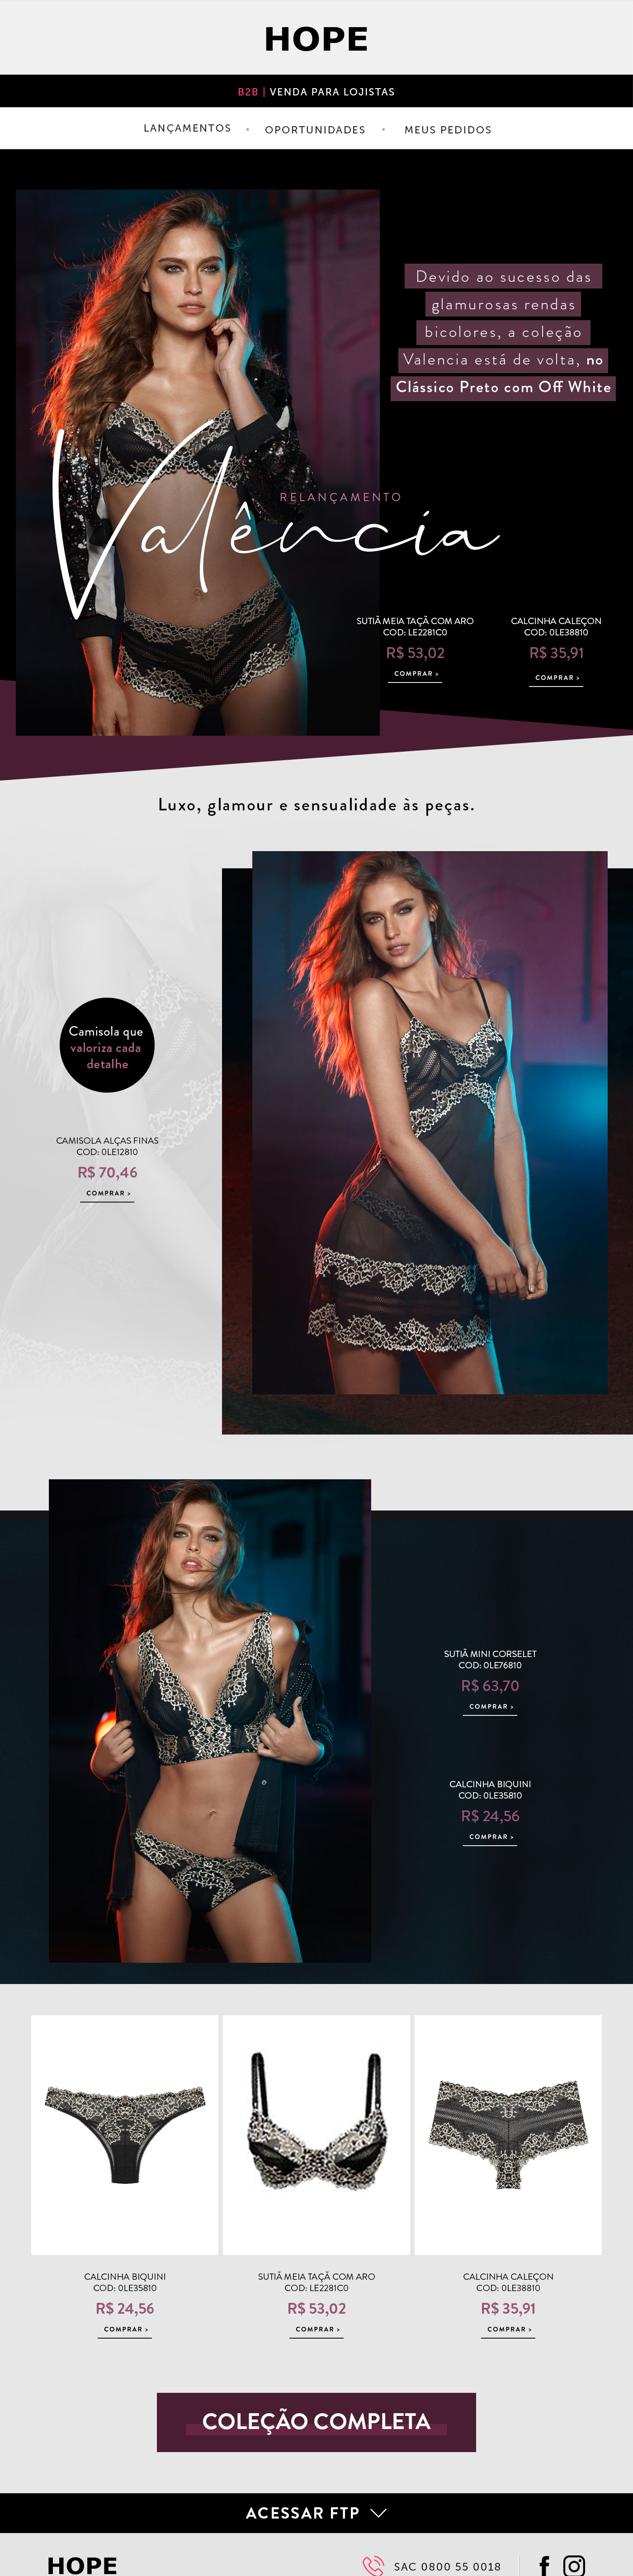 HOPE
B2B | VENDA PARA LOJISTAS
LANÇAMENTOS • OPORTUNIDADES • MEUS PEDIDOS
Devido ao sucesso das
glamurosas rendas
bicolores, a coleção
Valencia está de volta, no
Clássico Preto com Off White
RELANÇAMENTO
Valência
SUTIÃ MEIA TAÇÃ COM ARO
COD: LE2281C0
R$ 53,02
COMPRAR >
CALCINHA CALEÇON
COD: 0LE38810
R$ 35,91
COMPRAR >
Luxo, glamour e sensualidade às peças.
Camisola que
valoriza cada
detalhe
CAMISOLA ALÇAS FINAS
COD: 0LE12810
R$ 70,46
COMPRAR >
SUTIÃ MINI CORSELET
COD: 0LE76810
R$ 63,70
COMPRAR >
CALCINHA BIQUINI
COD: 0LE35810
R$ 24,56
COMPRAR >
CALCINHA BIQUINI
COD: 0LE35810
R$ 24,56
COMPRAR >
SUTIÃ MEIA TAÇÃ COM ARO
COD: LE2281C0
R$ 53,02
COMPRAR >
CALCINHA CALEÇON
COD: 0LE38810
R$ 35,91
COMPRAR >
COLEÇÃO COMPLETA
ACESSAR FTP
HOPE
SAC 0800 55 0018